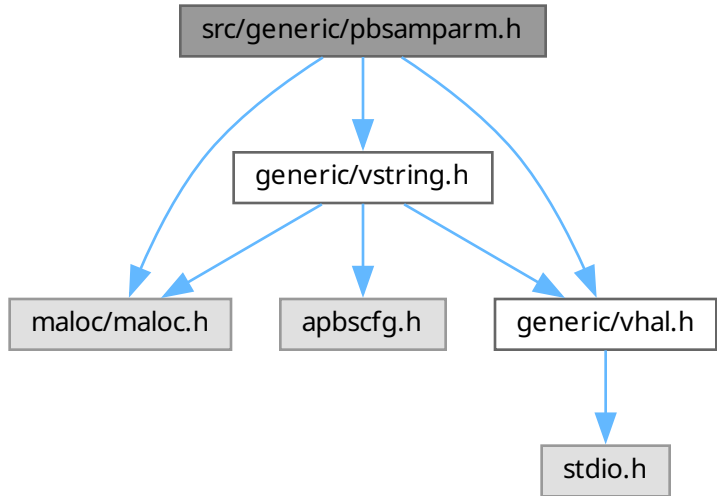 src/generic/pbsamparm.h
generic/vstring.h
maloc/maloc.h
apbscfg.h
generic/vhal.h
stdio.h